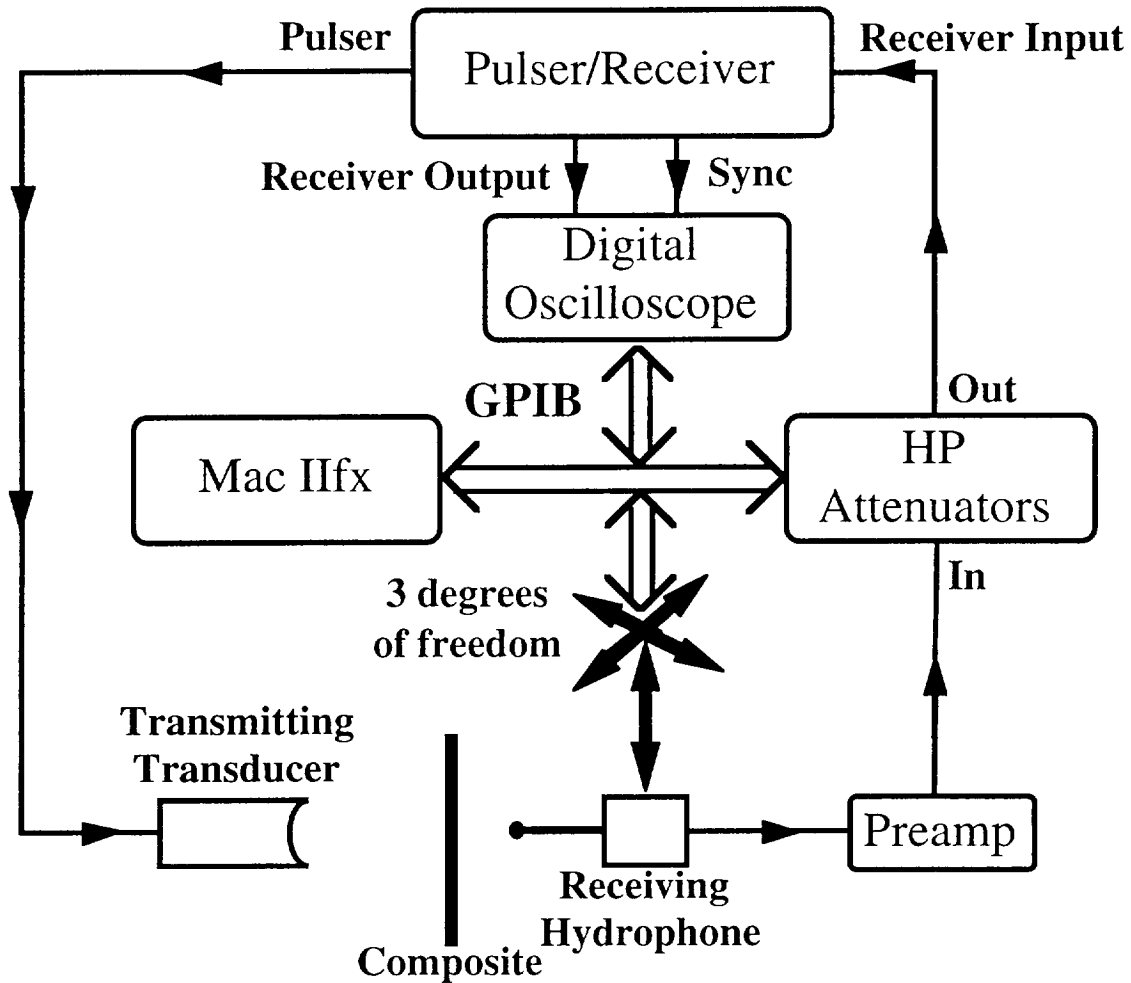 Pulser
Pulser/Receiver
Receiver Input
Receiver Output
Sync
Digital
Oscilloscope
GPIB
Out
Mac IIfx
HP
Attenuators
In
3 degrees
of freedom
Transmitting
Transducer
Preamp
Receiving
Hydrophone
Composite